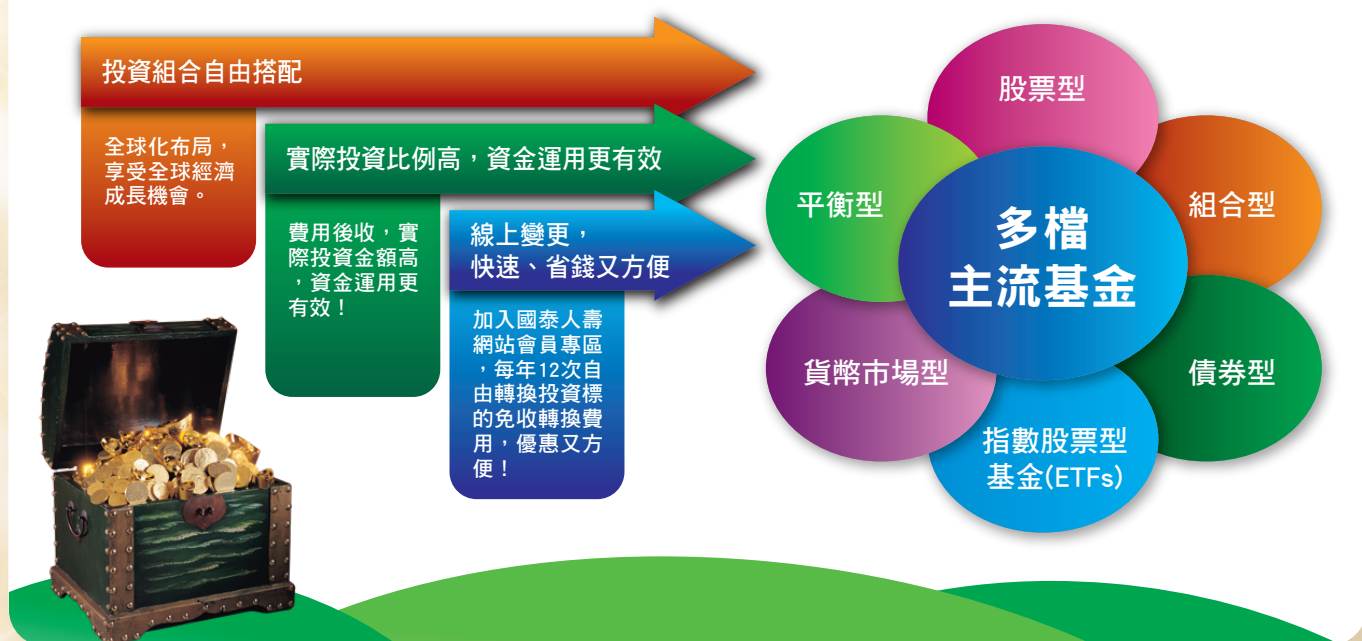 投資組合自由搭配
全球化布局，
享受全球經濟
成長機會。
實際投資比例高，資金運用更有效
費用後收，實
際投資金額高
，資金運用更
有效！
線上變更，
快速、省錢又方便
加入國泰人壽
網站會員專區
，每年12次自
由轉換投資標
的免收轉換費
用，優惠又方
便！
股票型
平衡型
組合型
多檔
主流基金
貨幣市場型
債券型
指數股票型
基金(ETFs)